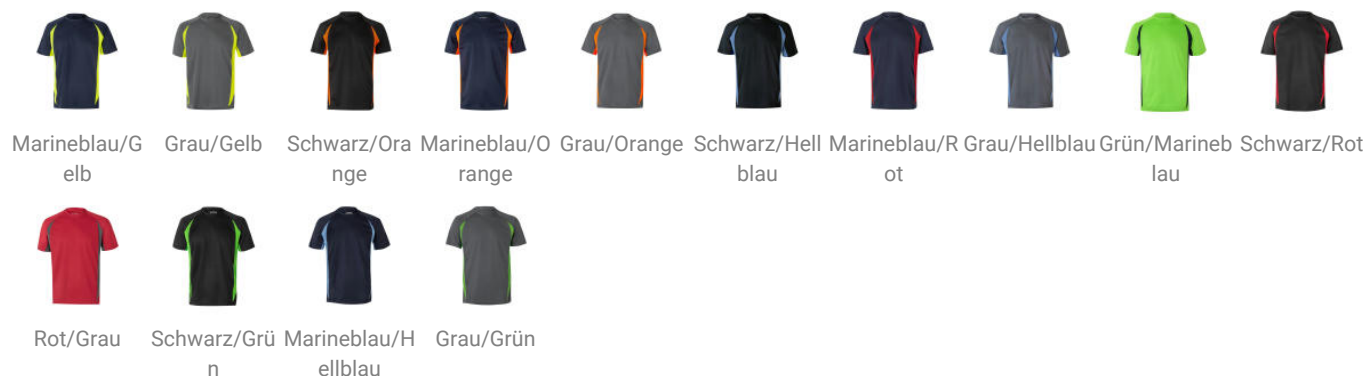 Marineblau/G Grau/Gelb Schwarz/Ora Marineblau/O Grau/Orange Schwarz/Hell Marineblau/R Grau/Hellblau Grün/Marineb Schwarz/Rot
elb nge range blau ot lau
Rot/Grau Schwarz/Grü Marineblau/H Grau/Grün
n ellblau